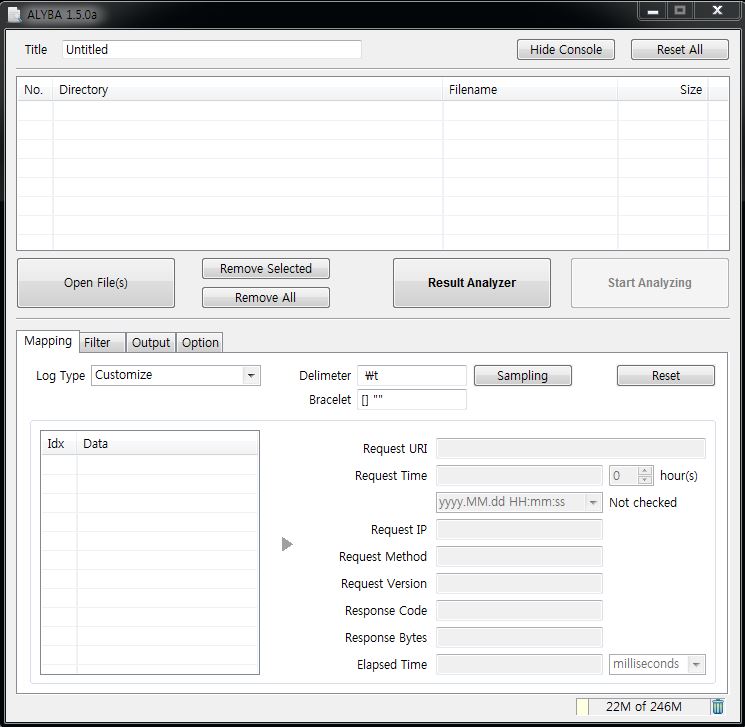 ALYBA 1.5.0a
Title Untitled Hide Console Reset All
No. Directory Filename Size
Open File(s) Remove Selected Result Analyzer Start Analyzing
Remove All
Mapping Filter Output Option
Log Type Customize Delimeter ₩t Sampling Reset
Bracelet [] ""
Idx Data
Request URI
Request Time 0 hour(s)
yyyy.MM.dd HH:mm:ss Not checked
Request IP
Request Method
Request Version
Response Code
Response Bytes
Elapsed Time milliseconds
22M of 246M